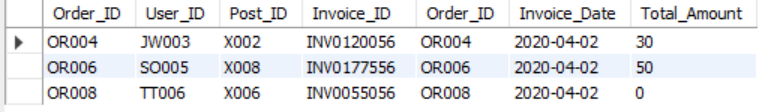 Order_ID User_ID Post_ID Invoice_ID Order_ID Invoice_Date Total_Amount
OR004 JW003 X002 INV0120056 OR004 2020-04-02 30
OR006 SO005 X008 INV0177556 OR006 2020-04-02 50
OR008 TT006 X006 INV0055056 OR008 2020-04-02 0